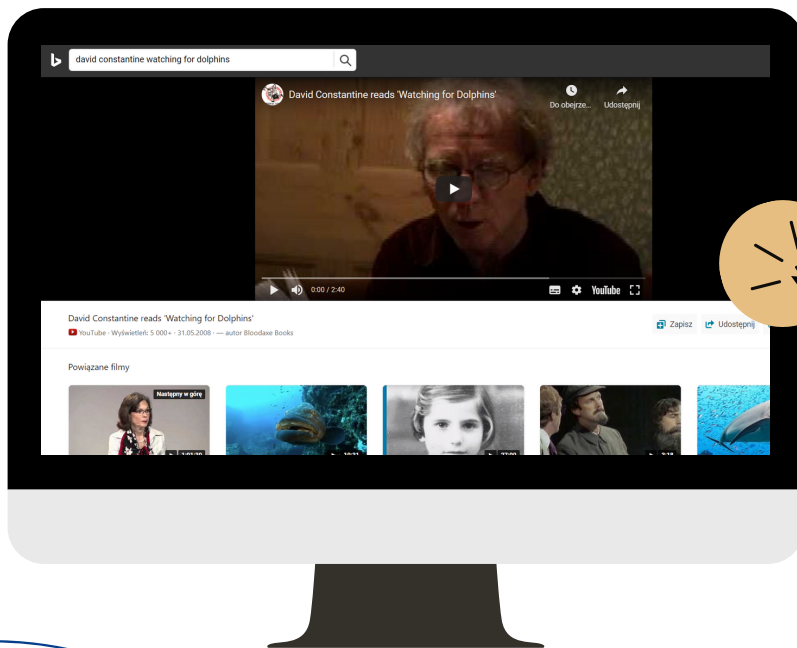 david constantine watching for dolphins
David Constantine reads 'Watching for Dolphins'
Do obejrze... Udostępnij
0:00 / 2:40 YouTube
David Constantine reads 'Watching for Dolphins'
YouTube · Wyświetleń: 5 000+ · 31.05.2008 · — autor Bloodaxe Books
Zapisz Udostępnij
Powiązane filmy
Następny w górę